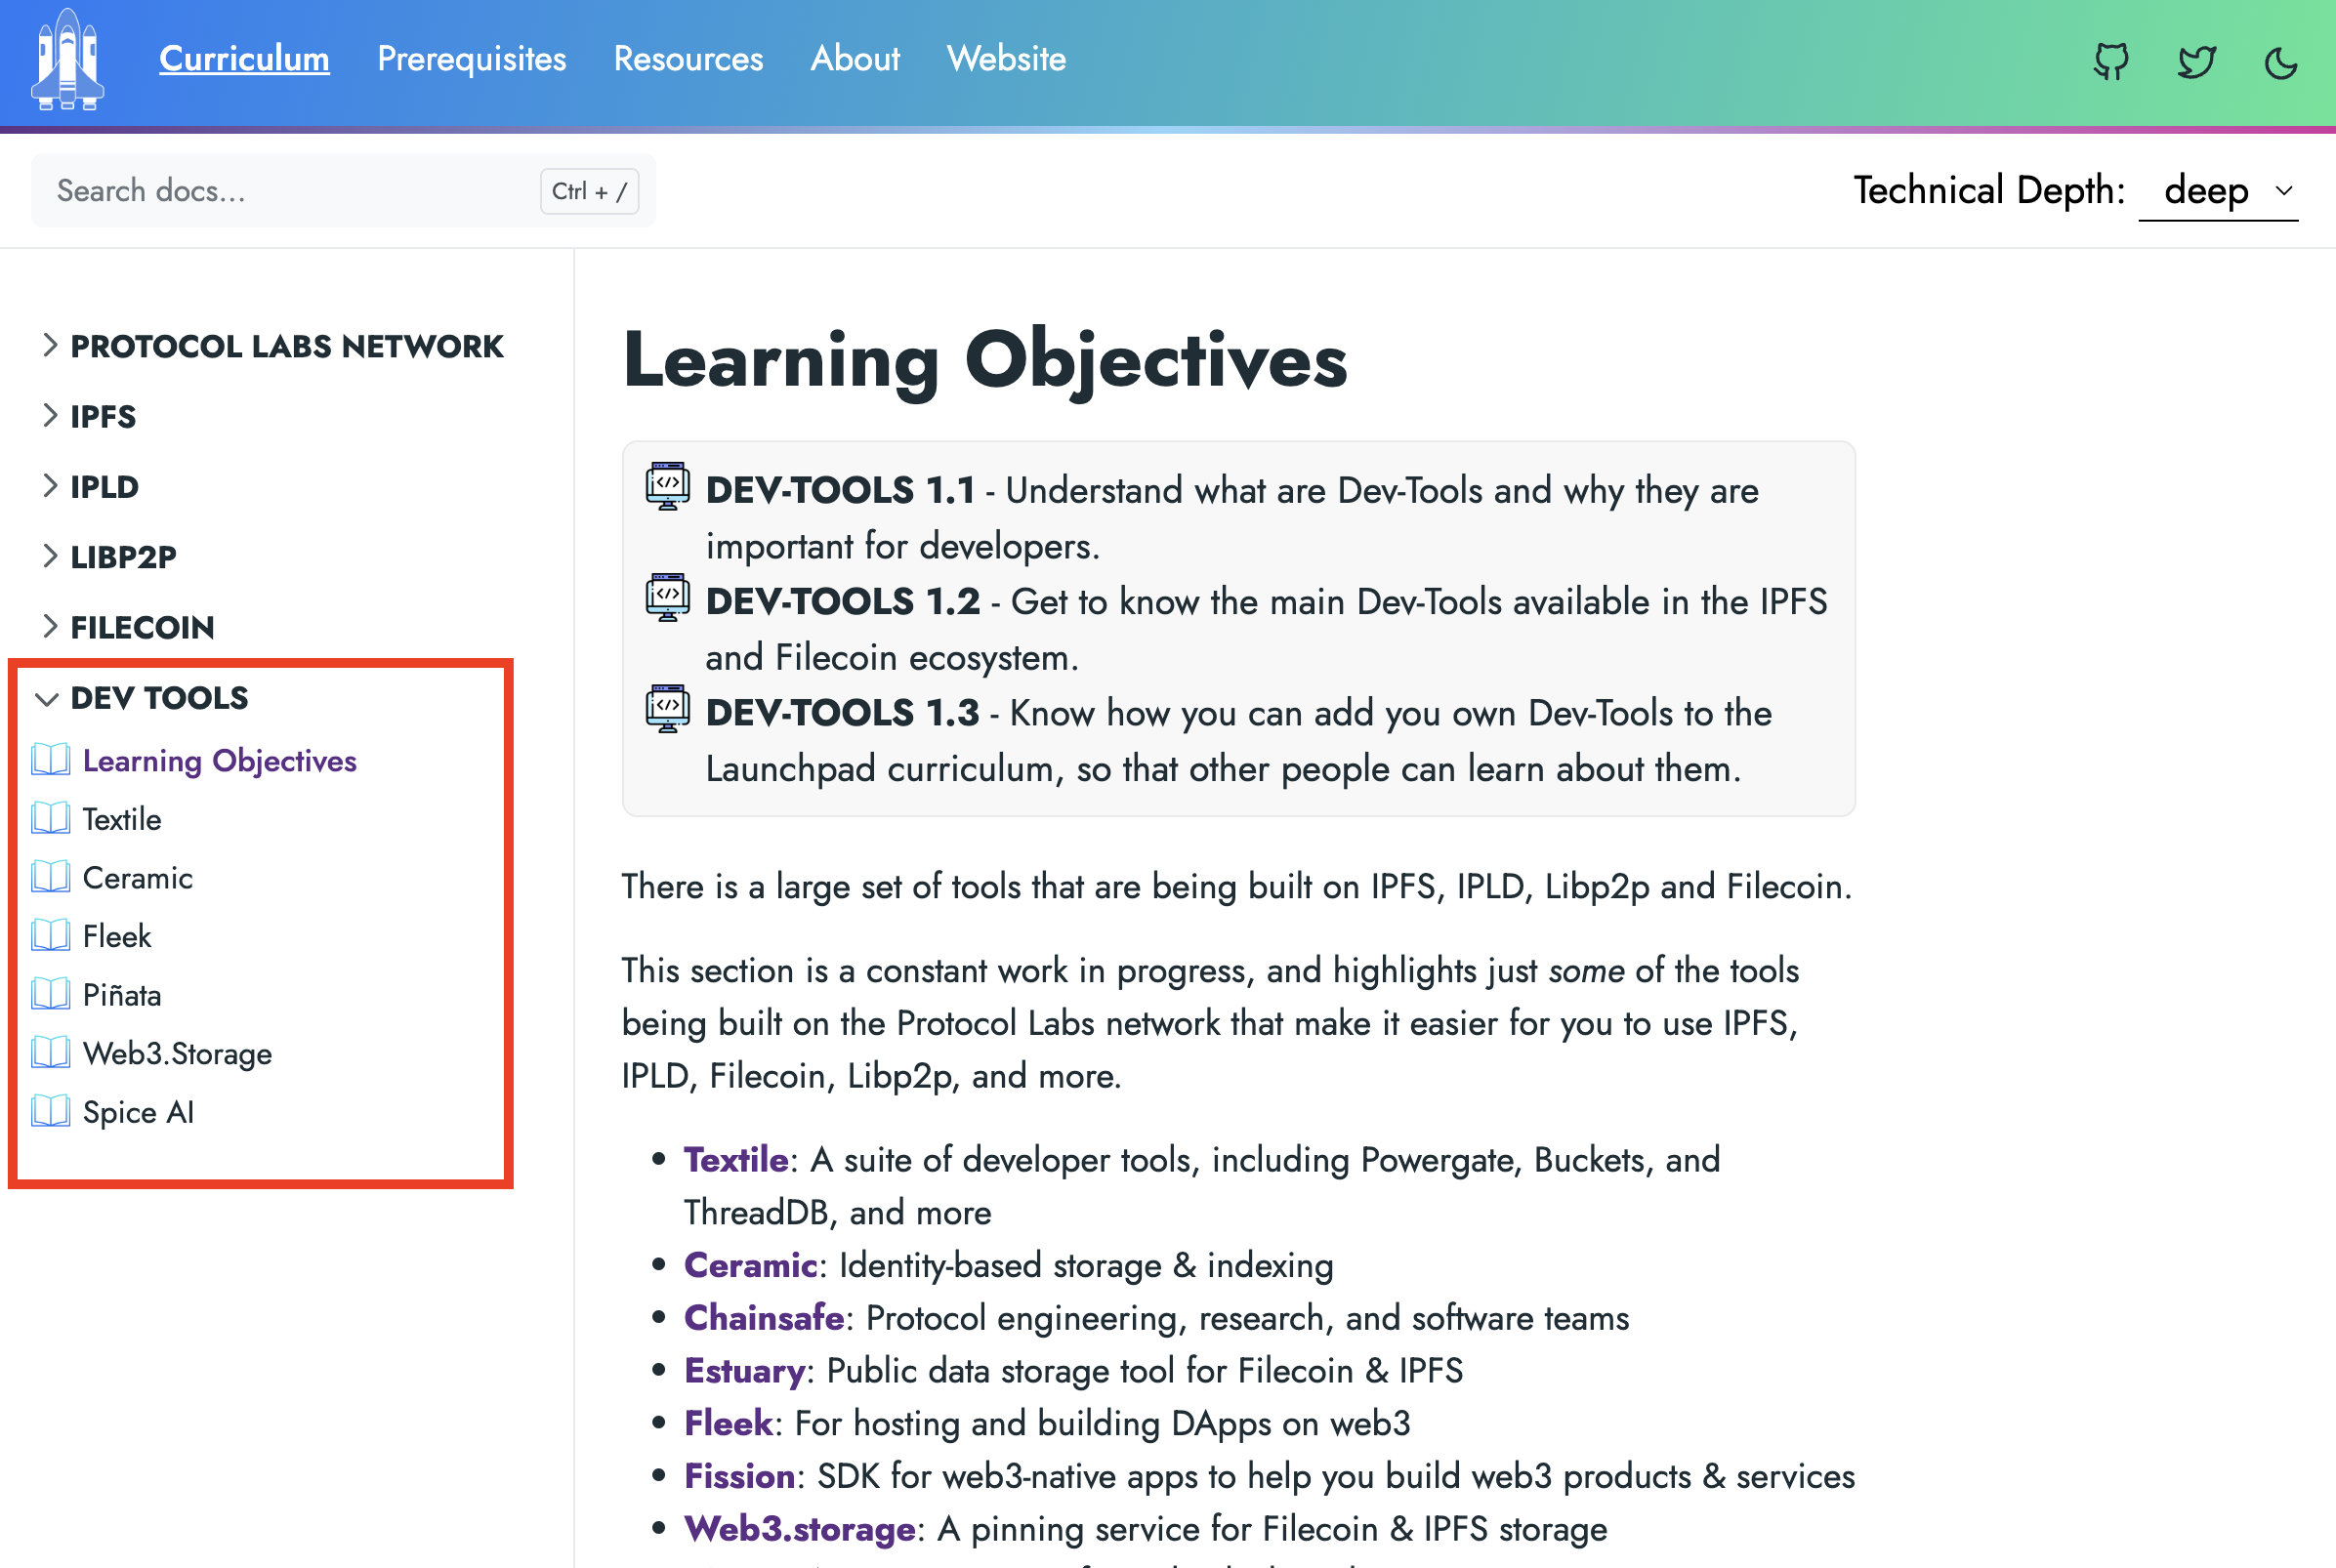 Curriculum Prerequisites Resources About Website
Search docs... Ctrl + /
Technical Depth: deep
PROTOCOL LABS NETWORK
IPFS
IPLD
LIBP2P
FILECOIN
DEV TOOLS
Learning Objectives
Textile
Ceramic
Fleek
Piñata
Web3.Storage
Spice AI
Learning Objectives
DEV-TOOLS 1.1 - Understand what are Dev-Tools and why they are
important for developers.
DEV-TOOLS 1.2 - Get to know the main Dev-Tools available in the IPFS
and Filecoin ecosystem.
DEV-TOOLS 1.3 - Know how you can add you own Dev-Tools to the
Launchpad curriculum, so that other people can learn about them.
There is a large set of tools that are being built on IPFS, IPLD, Libp2p and Filecoin.
This section is a constant work in progress, and highlights just some of the tools
being built on the Protocol Labs network that make it easier for you to use IPFS,
IPLD, Filecoin, Libp2p, and more.
Textile: A suite of developer tools, including Powergate, Buckets, and
ThreadDB, and more
Ceramic: Identity-based storage & indexing
Chainsafe: Protocol engineering, research, and software teams
Estuary: Public data storage tool for Filecoin & IPFS
Fleek: For hosting and building DApps on web3
Fission: SDK for web3-native apps to help you build web3 products & services
Web3.storage: A pinning service for Filecoin & IPFS storage